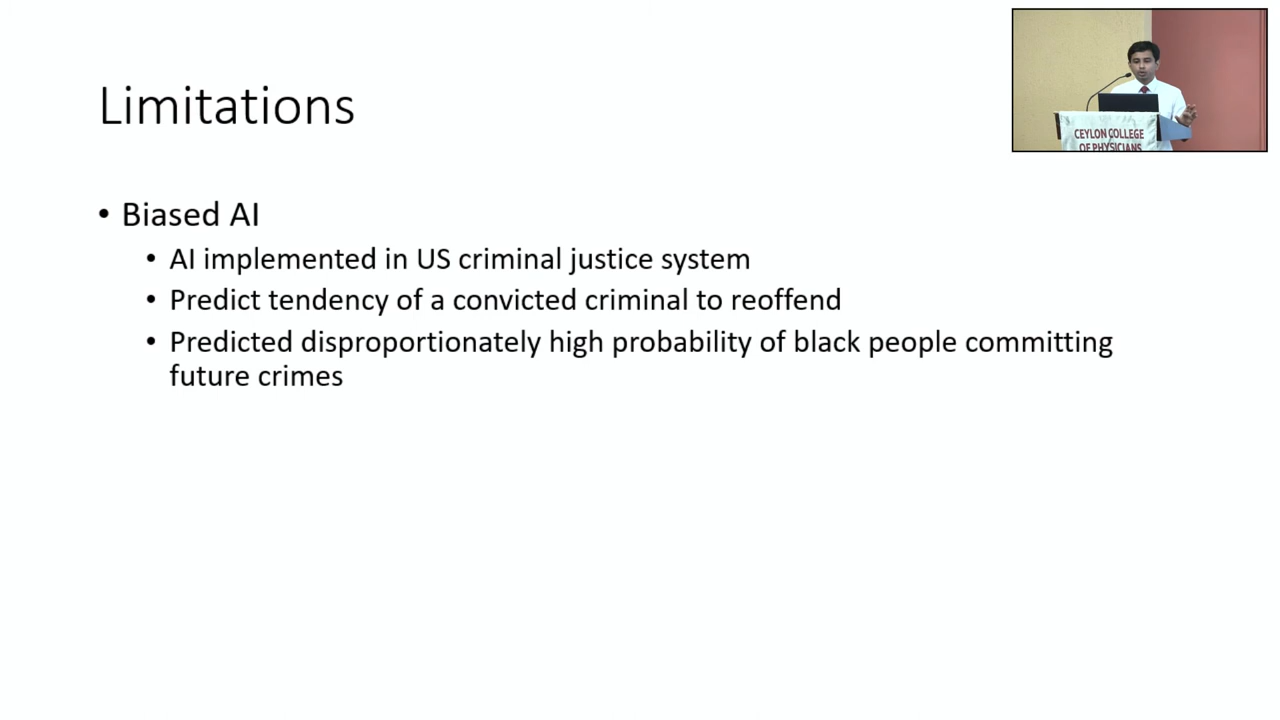 Limitations
• Biased AI
• AI implemented in US criminal justice system
• Predict tendency of a convicted criminal to reoffend
• Predicted disproportionately high probability of black people committing
future crimes
CEYLON COLLEGE
OF PHYSICIANS